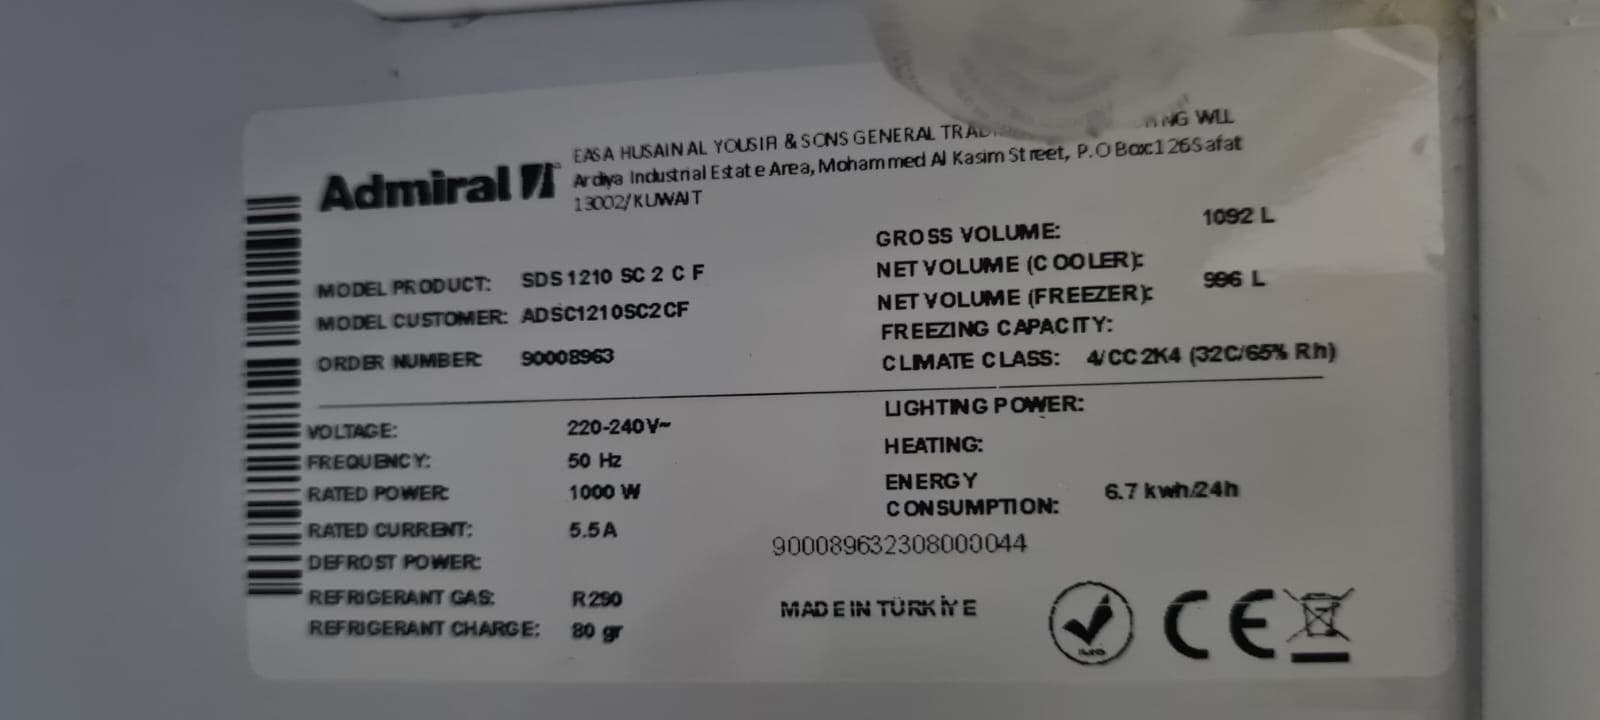 Admiral
EASA HUSAIN AL YOUSIFI & SONS GENERAL WLL
Ardiya Industrial Estate Area, Mohammed Al Kasim Street, P.O Box:126Safat
13002/KUWAIT
MODEL PRODUCT: SDS 1210 SC 2 C F
MODEL CUSTOMER: ADSC1210SC2CF
ORDER NUMBER: 90008963
GROSS VOLUME: 1092 L
NET VOLUME (COOLER): 996 L
NET VOLUME (FREEZER):
FREEZING CAPACITY:
CLIMATE CLASS: 4/CC2K4 (32C/65% Rh)
VOLTAGE: 220-240V~
FREQUENCY: 50 Hz
RATED POWER: 1000 W
RATED CURRENT: 5.5 A
DEFROST POWER:
REFRIGERANT GAS: R290
REFRIGERANT CHARGE: 80 gr
LIGHTING POWER:
HEATING:
ENERGY
CONSUMPTION: 6.7 kwh/24h
900089632308000044
MADE IN TÜRKİYE
CE